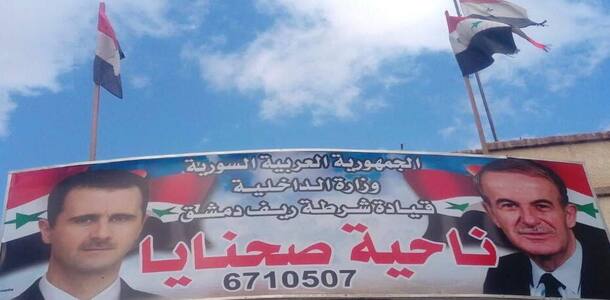 الجمهورية العربية السورية
وزارة الداخلية
قيادة شرطة ريف دمشق
ناحية صحنايا
6710507